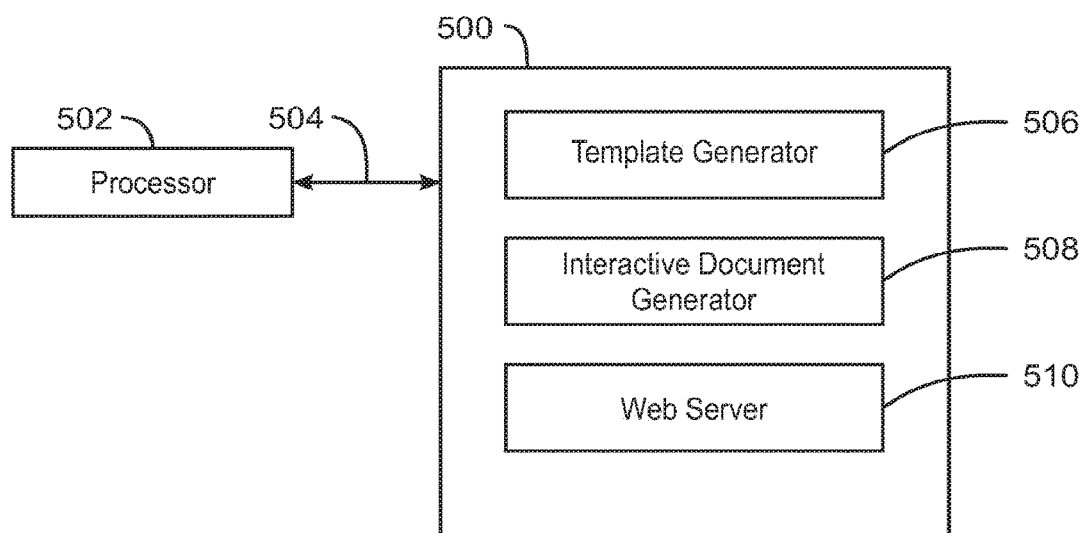 500
502
504
Processor
Template Generator
506
Interactive Document
Generator
508
Web Server
510